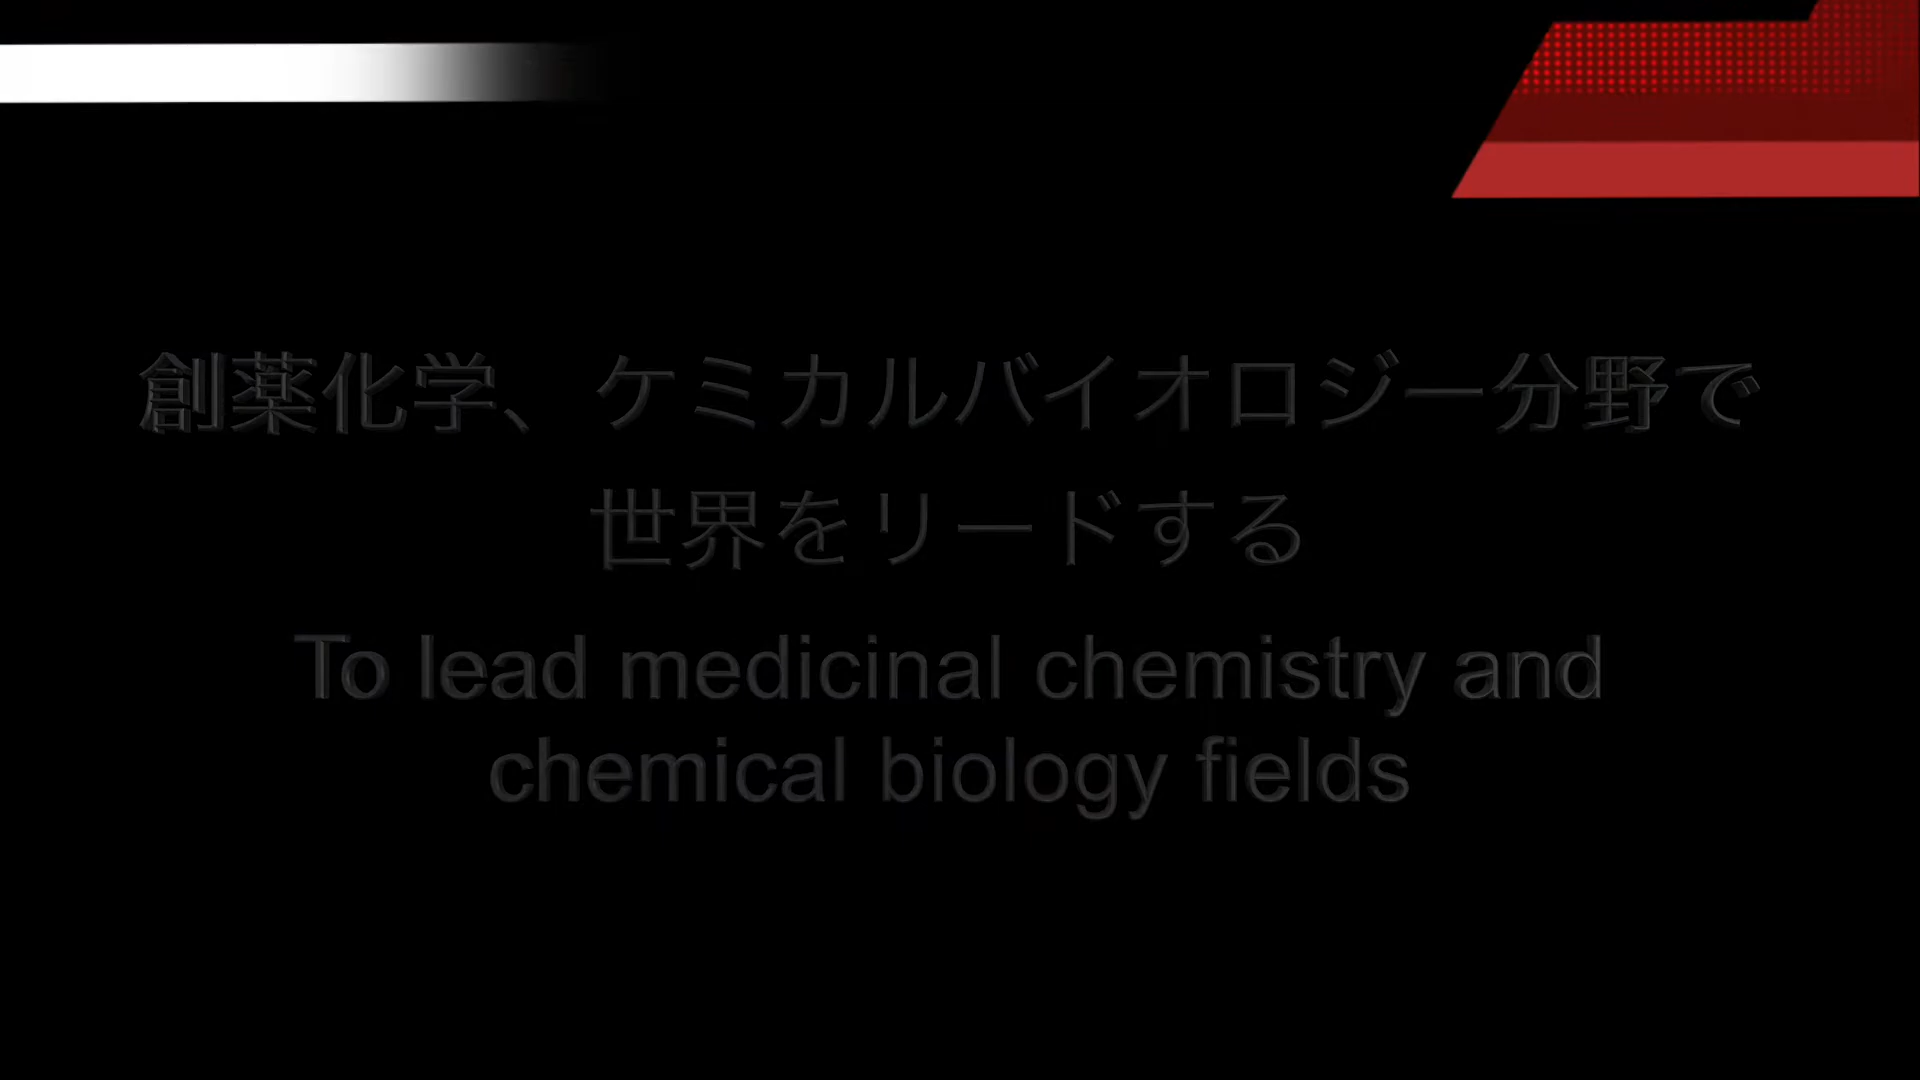 創薬化学、ケミカルバイオロジー分野で
世界をリードする
To lead medicinal chemistry and
chemical biology fields